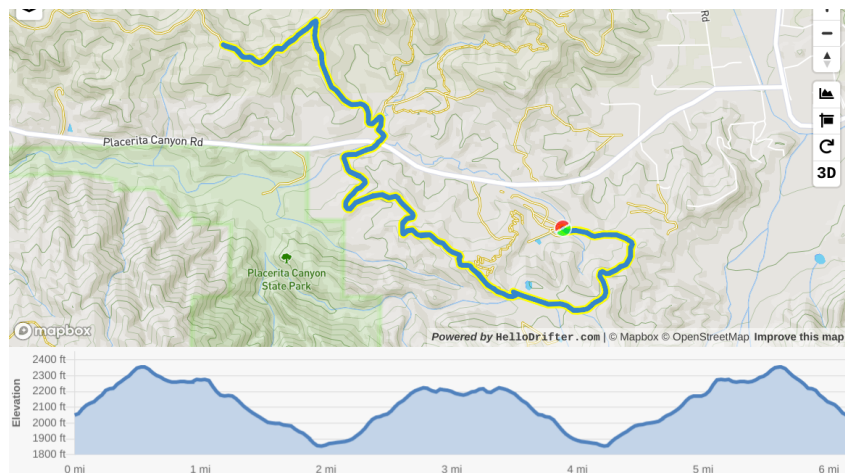 Rd
Placerita Canyon Rd
3D
Placerita Canyon
State Park
mapbox
Powered by HelloDrifter.com | © Mapbox © OpenStreetMap Improve this map
Elevation
2400 ft
2300 ft
2200 ft
2100 ft
2000 ft
1900 ft
1800 ft
0 mi
1 mi
2 mi
3 mi
4 mi
5 mi
6 mi